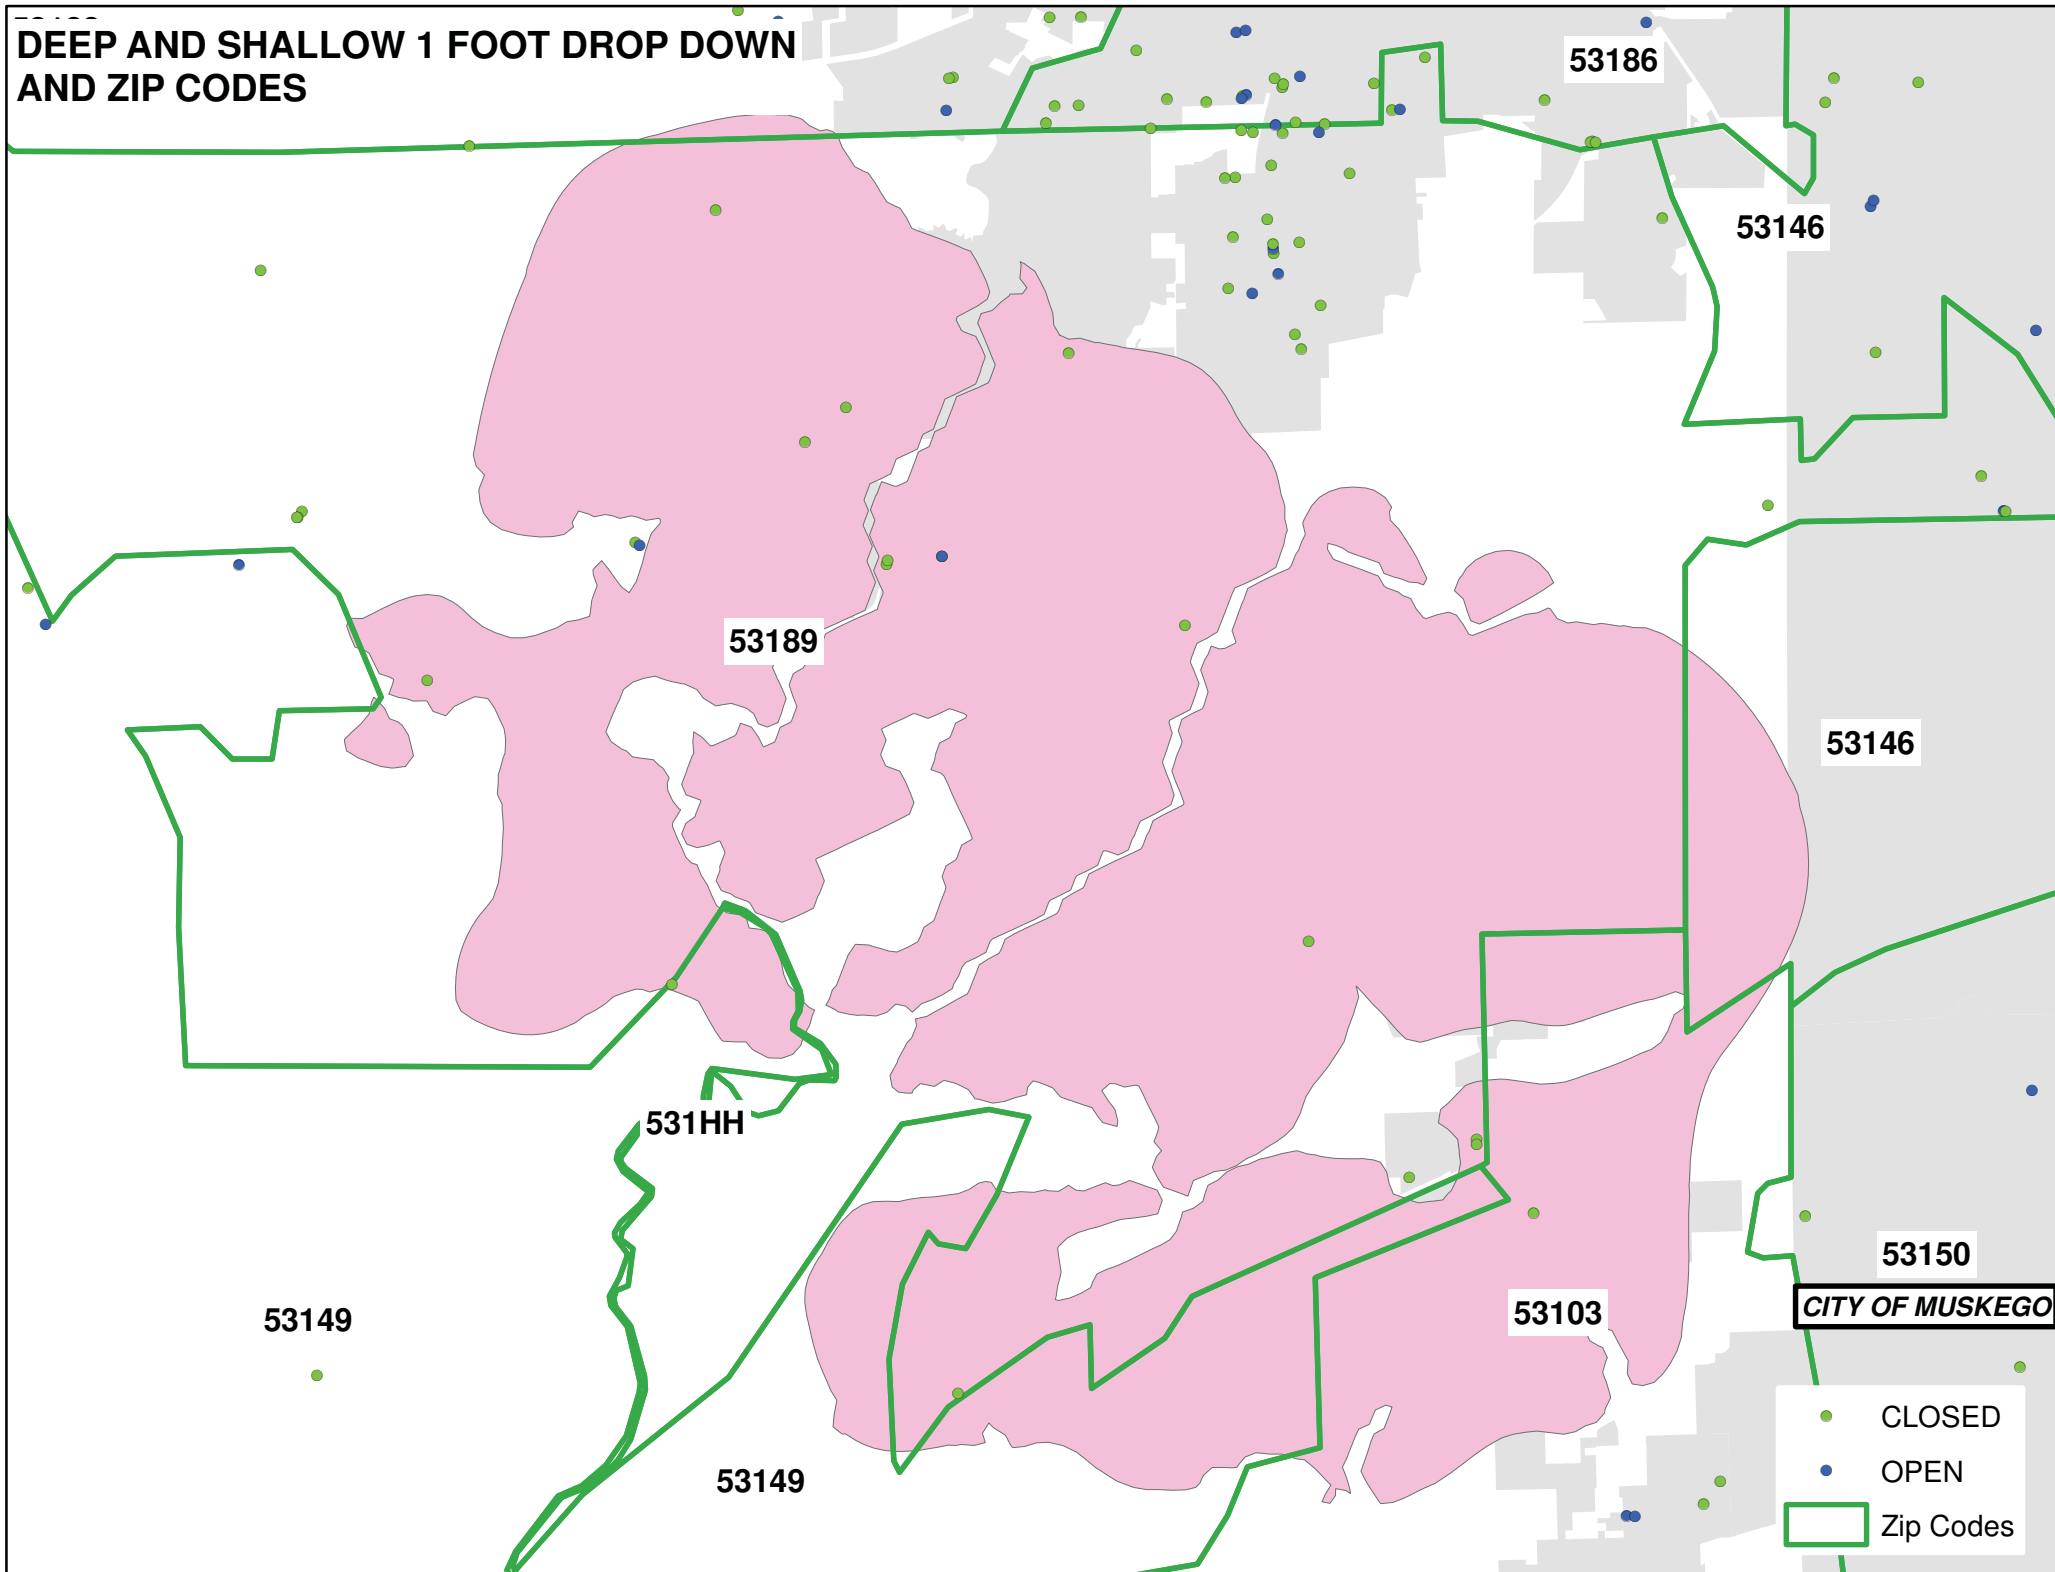 DEEP AND SHALLOW 1 FOOT DROP DOWN
AND ZIP CODES
53186
53146
53189
53146
531HH
53150
CITY OF MUSKEGO
53149
53103
53149
CLOSED
OPEN
Zip Codes